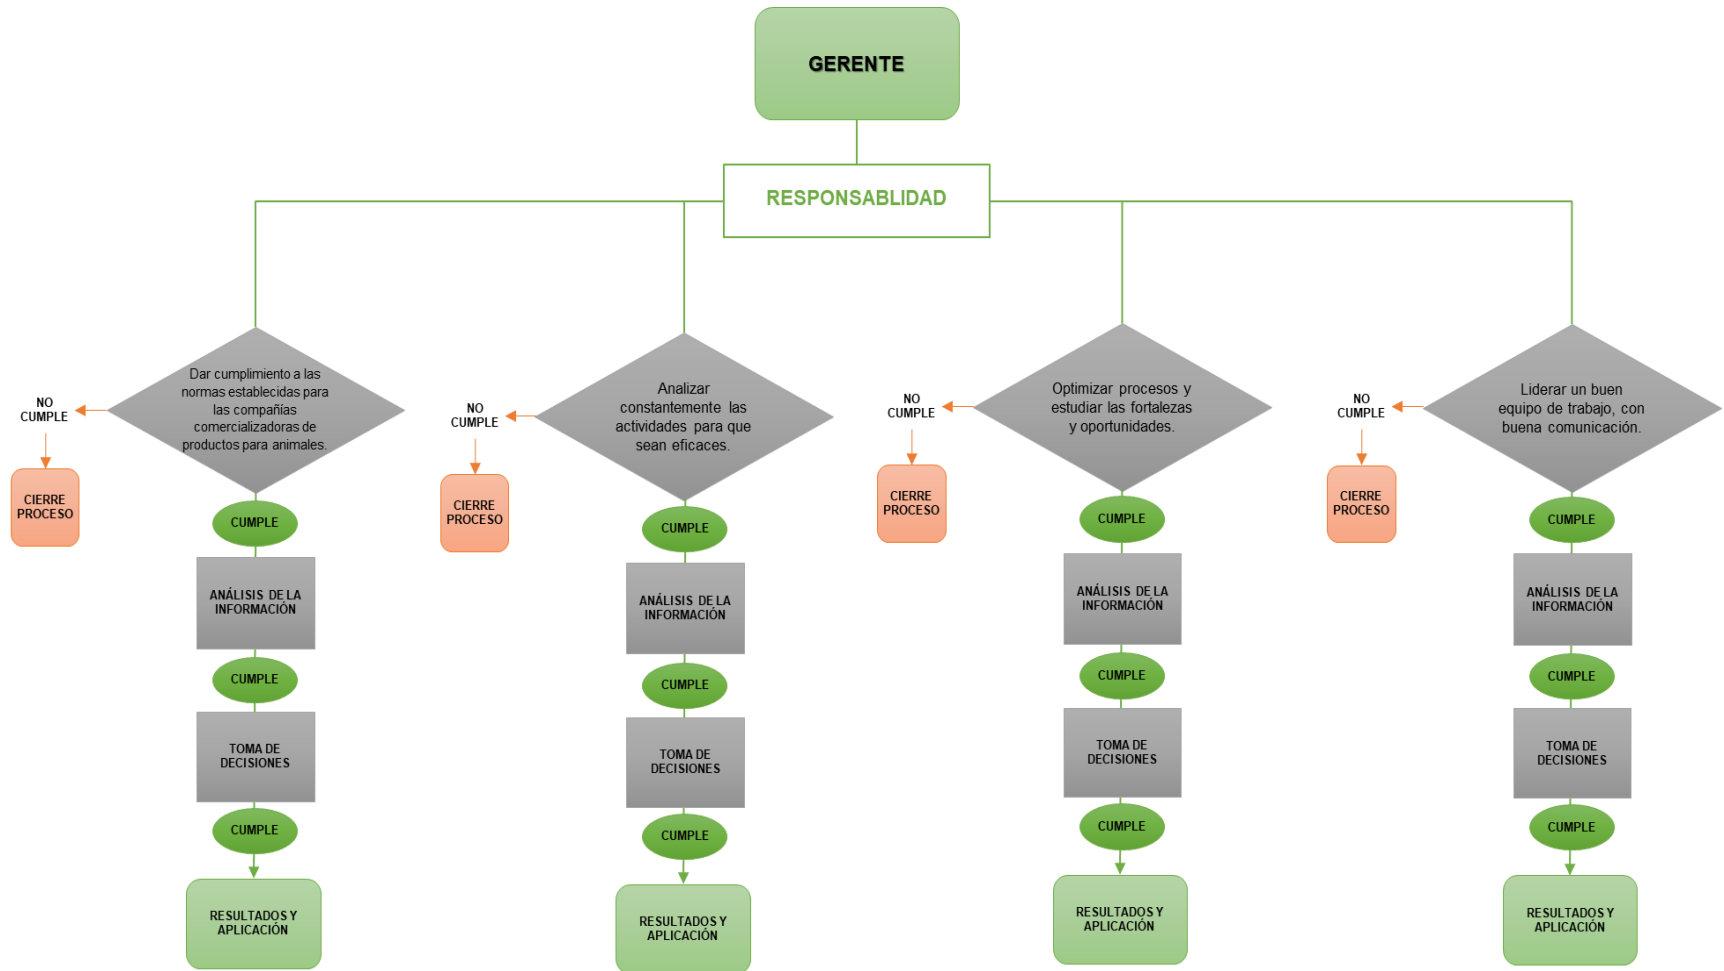 GERENTE
RESPONSABLIDAD
Dar cumplimiento a las
normas establecidas para
las compañías
comercializadoras de
productos para animales.
NO
CUMPLE
CIERRE
PROCESO
CUMPLE
ANÁLISIS DE LA
INFORMACIÓN
CUMPLE
TOMA DE
DECISIONES
CUMPLE
RESULTADOS Y
APLICACIÓN
Analizar
constantemente las
actividades para que
sean eficaces.
NO
CUMPLE
CIERRE
PROCESO
CUMPLE
ANÁLISIS DE LA
INFORMACIÓN
CUMPLE
TOMA DE
DECISIONES
CUMPLE
RESULTADOS Y
APLICACIÓN
Optimizar procesos y
estudiar las fortalezas
y oportunidades.
NO
CUMPLE
CIERRE
PROCESO
CUMPLE
ANÁLISIS DE LA
INFORMACIÓN
CUMPLE
TOMA DE
DECISIONES
CUMPLE
RESULTADOS Y
APLICACIÓN
Liderar un buen
equipo de trabajo, con
buena comunicación.
NO
CUMPLE
CIERRE
PROCESO
CUMPLE
ANÁLISIS DE LA
INFORMACIÓN
CUMPLE
TOMA DE
DECISIONES
CUMPLE
RESULTADOS Y
APLICACIÓN